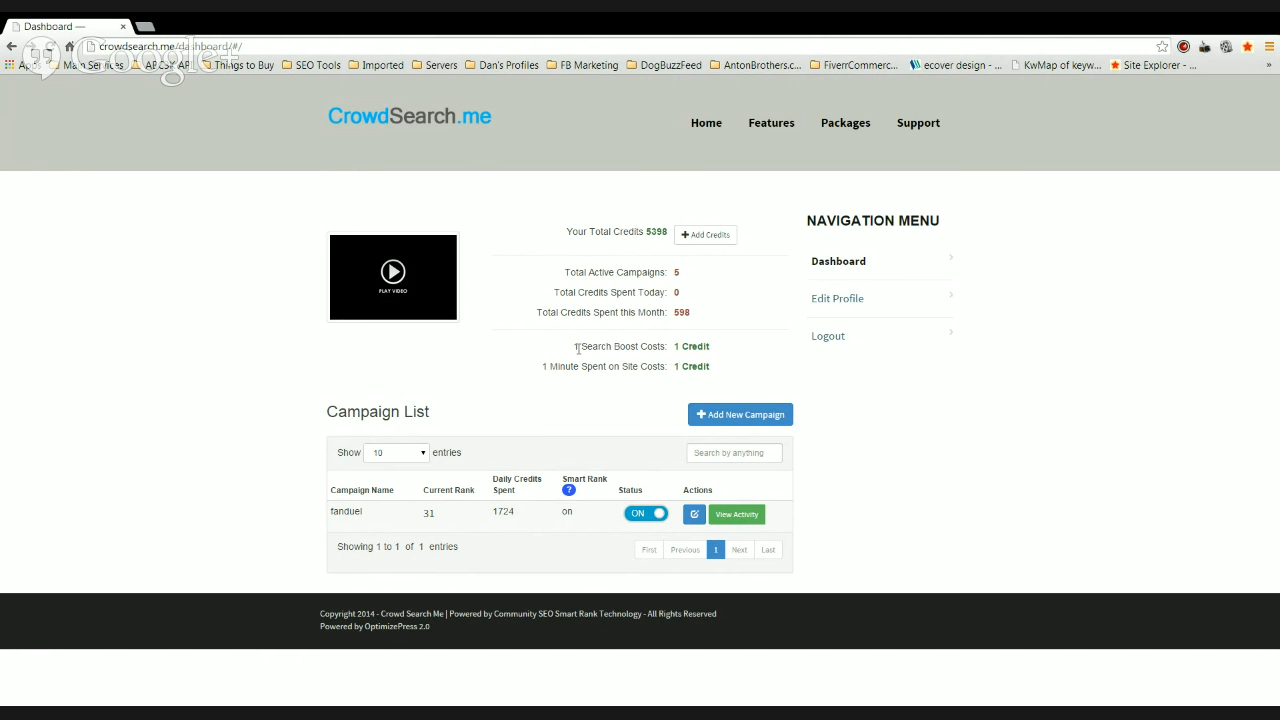 Dashboard —
crowdsearch.me/dashboard/#/
Google+
Main Services
Things to Buy
SEO Tools
Imported
Servers
Dan's Profiles
FB Marketing
DogBuzzFeed
AntonBrothers.c...
FiverrCommerc...
ecover design - ...
KwMap of keyw...
Site Explorer - ...
»
CrowdSearch.me
Home
Features
Packages
Support
Your Total Credits 5398
Add Credits
PLAY VIDEO
Total Active Campaigns: 5
Total Credits Spent Today: 0
Total Credits Spent this Month: 598
1 Search Boost Costs: 1 Credit
1 Minute Spent on Site Costs: 1 Credit
NAVIGATION MENU
Dashboard
Edit Profile
Logout
Campaign List
Add New Campaign
Show 10 entries
Search by anything
Campaign Name
Current Rank
Daily Credits
Spent
Smart Rank
?
Status
Actions
fanduel
31
1724
on
ON
View Activity
Showing 1 to 1 of 1 entries
First
Previous
1
Next
Last
Copyright 2014 - Crowd Search Me | Powered by Community SEO Smart Rank Technology - All Rights Reserved
Powered by OptimizePress 2.0